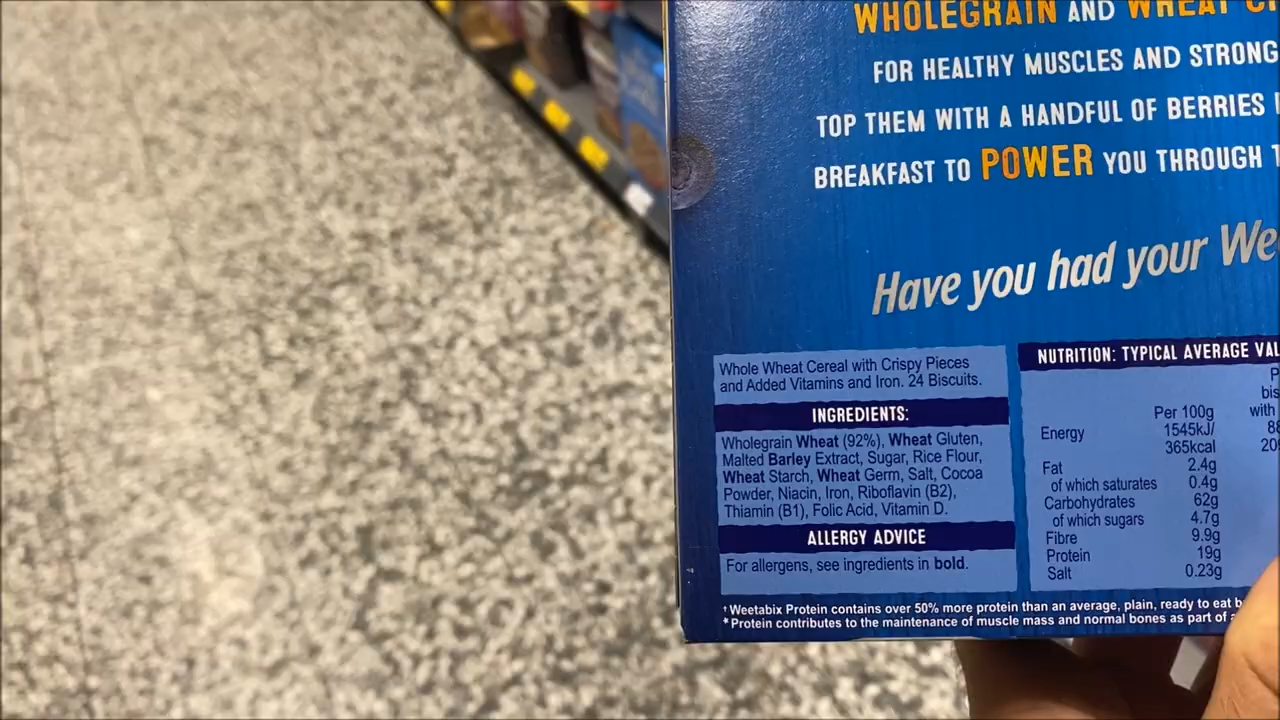 WHOLEGRAIN AND WHEAT
FOR HEALTHY MUSCLES AND STRONG
TOP THEM WITH A HANDFUL OF BERRIES
BREAKFAST TO POWER YOU THROUGH
Have you had your We
Whole Wheat Cereal with Crispy Pieces
and Added Vitamins and Iron. 24 Biscuits.
INGREDIENTS:
Wholegrain Wheat (92%), Wheat Gluten,
Malted Barley Extract, Sugar, Rice Flour,
Wheat Starch, Wheat Germ, Salt, Cocoa
Powder, Niacin, Iron, Riboflavin (B2),
Thiamin (B1), Folic Acid, Vitamin D.
ALLERGY ADVICE
For allergens, see ingredients in bold.
NUTRITION: TYPICAL AVERAGE VAL
bis
Per 100g with
Energy 1545kJ/ 88
365kcal 20
Fat 2.4g
of which saturates 0.4g
Carbohydrates 62g
of which sugars 4.7g
Fibre 9.9g
Protein 19g
Salt 0.23g
†Weetabix Protein contains over 50% more protein than an average, plain, ready to eat b
*Protein contributes to the maintenance of muscle mass and normal bones as part of a